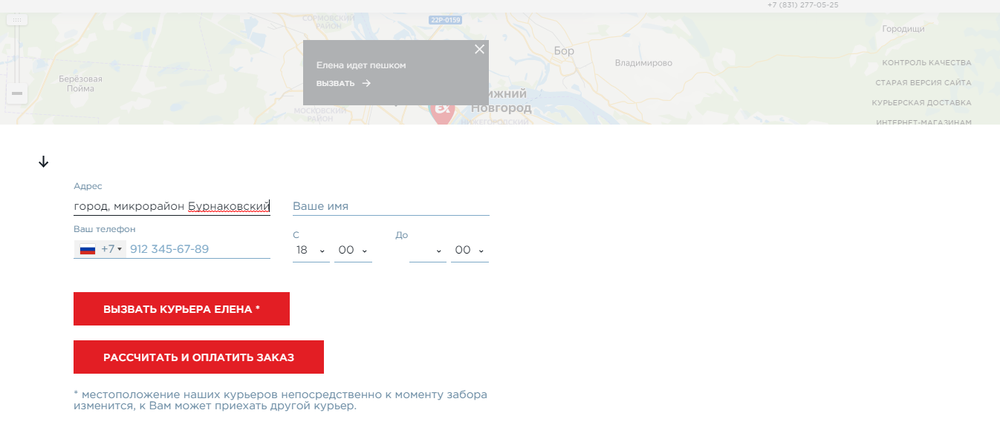 +7 (831) 277-05-25
СОРМОВСКИЙ
РАЙОН
22Р-0159
Городищи
Бор
Владимирово
Берёзовая
Пойма
Елена идет пешком
ВЫЗВАТЬ
КОНТРОЛЬ КАЧЕСТВА
СТАРАЯ ВЕРСИЯ САЙТА
КУРЬЕРСКАЯ ДОСТАВКА
ИНТЕРНЕТ-МАГАЗИНАМ
ижний
Новгород
МОСКОВСКИЙ
РАЙОН
НИЖЕГОРОДСКИЙ
ex
Адрес
город, микрорайон Бурнаковский
Ваше имя
Ваш телефон
+7 912 345-67-89
С
До
18 00
00
ВЫЗВАТЬ КУРЬЕРА ЕЛЕНА *
РАССЧИТАТЬ И ОПЛАТИТЬ ЗАКАЗ
* местоположение наших курьеров непосредственно к моменту забора
изменится, к Вам может приехать другой курьер.